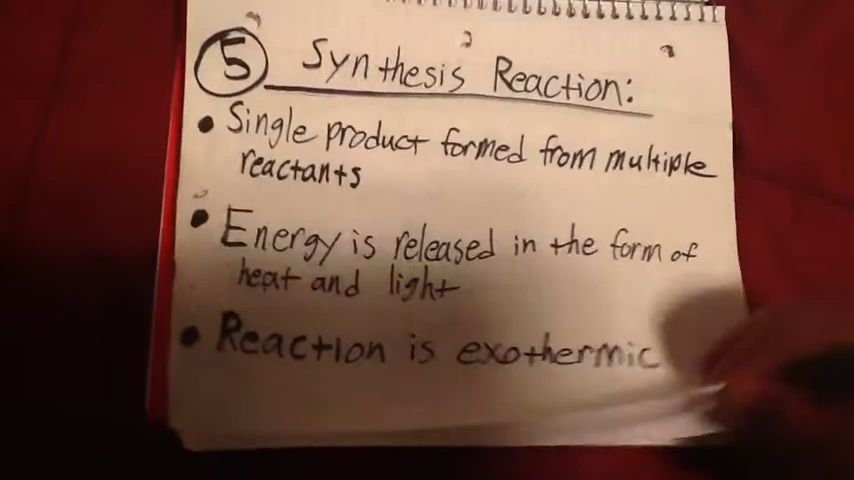 5 Synthesis Reaction:
• Single product formed from multiple
reactants
• Energy is released in the form of
heat and light
• Reaction is exothermic